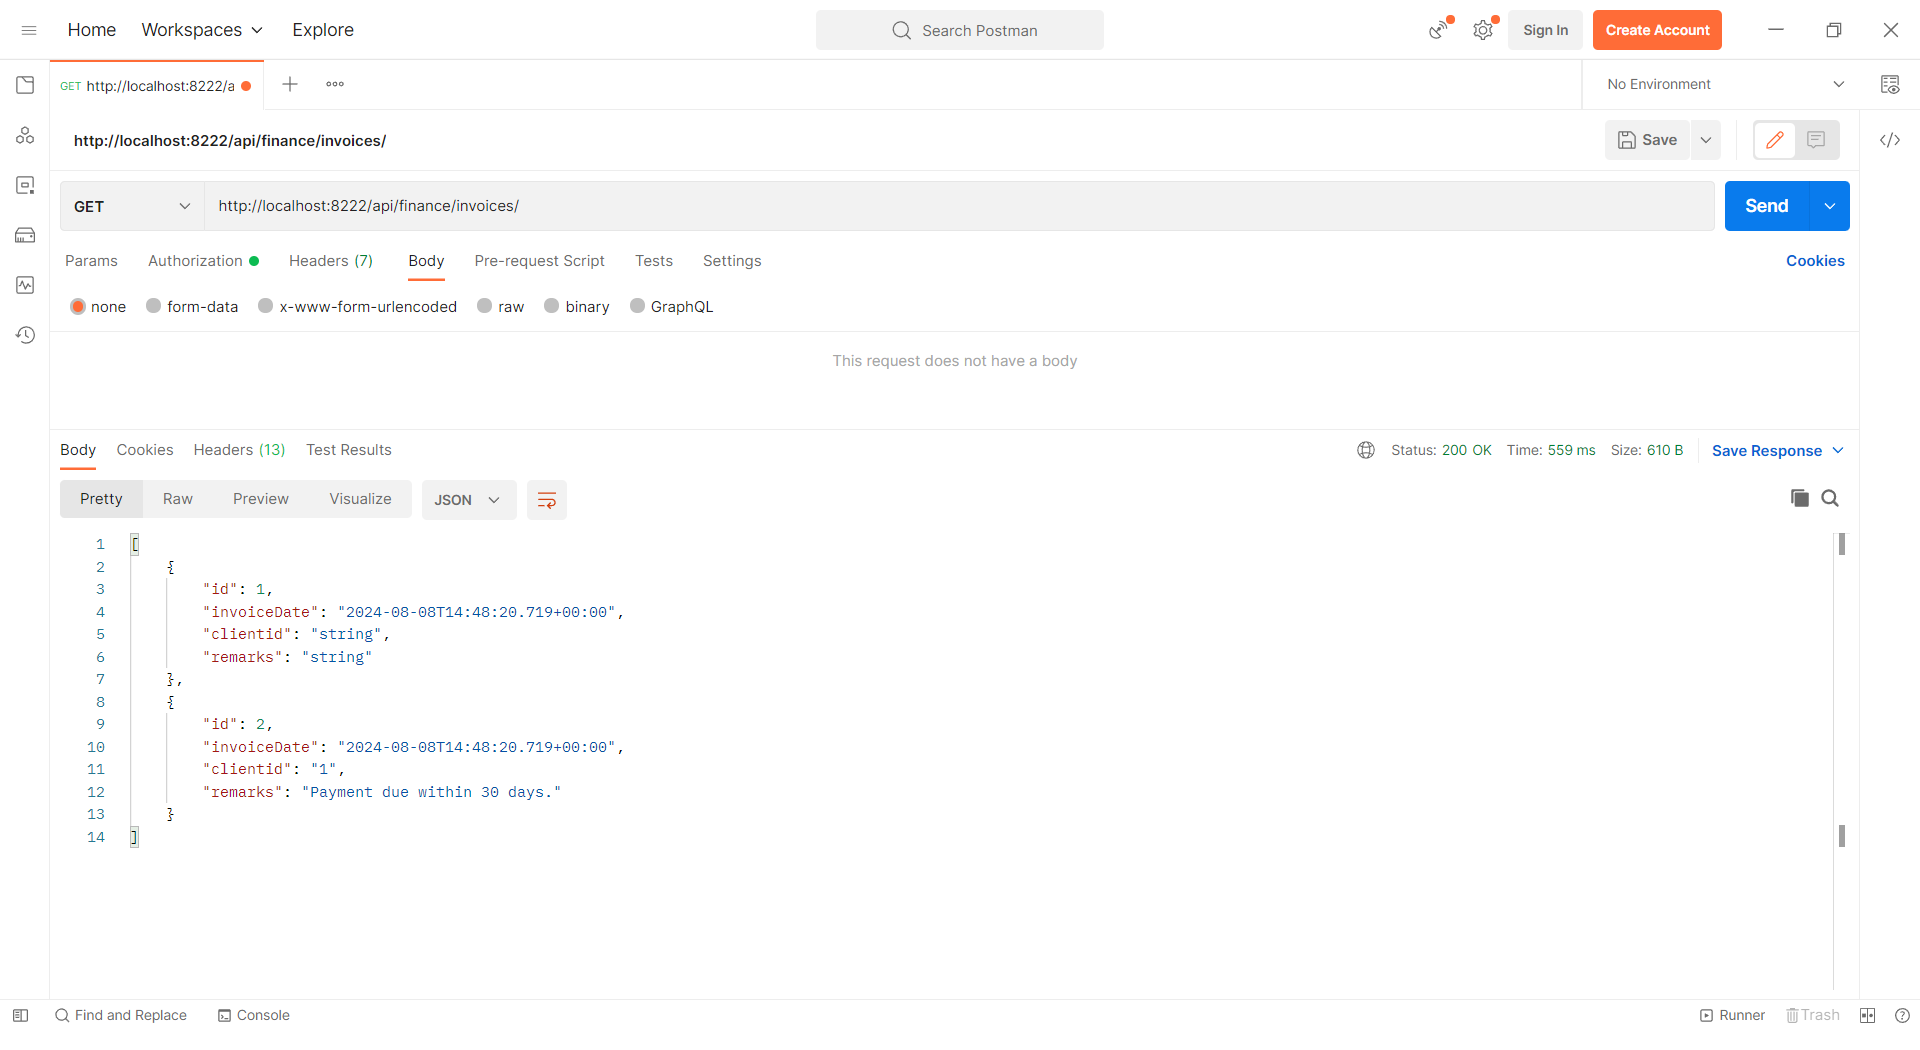 Home Workspaces Explore Search Postman Sign In Create Account
GET http://localhost:8222/a No Environment
http://localhost:8222/api/finance/invoices/ Save
GET http://localhost:8222/api/finance/invoices/ Send
Params Authorization Headers (7) Body Pre-request Script Tests Settings Cookies
none form-data x-www-form-urlencoded raw binary GraphQL
This request does not have a body
Body Cookies Headers (13) Test Results Status: 200 OK Time: 559 ms Size: 610 B Save Response
Pretty Raw Preview Visualize JSON
1 [
2 {
3 "id": 1,
4 "invoiceDate": "2024-08-08T14:48:20.719+00:00",
5 "clientid": "string",
6 "remarks": "string"
7 },
8 {
9 "id": 2,
10 "invoiceDate": "2024-08-08T14:48:20.719+00:00",
11 "clientid": "1",
12 "remarks": "Payment due within 30 days."
13 }
14 ]
Find and Replace Console Runner Trash